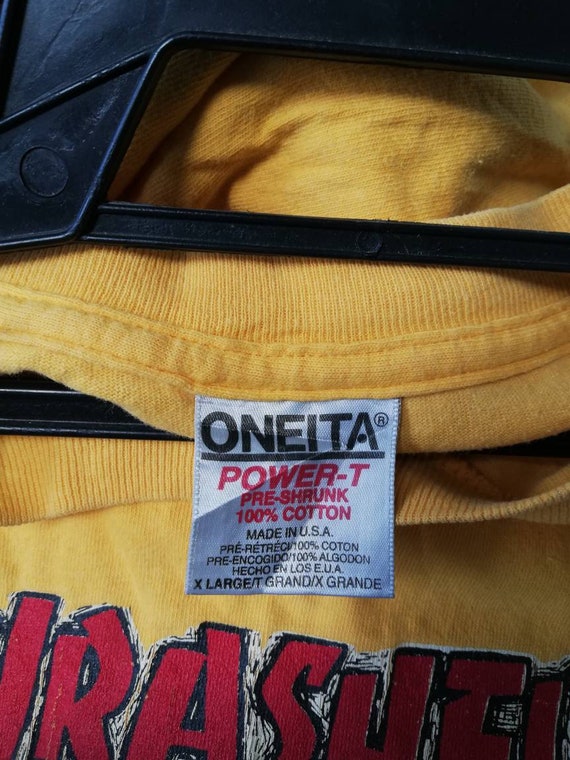 ONEITA®
POWER-T
PRE-SHRUNK
100% COTTON
MADE IN U.S.A.
PRÉ-RÉTRÉCI/100% COTON
PRE-ENCOGIDO/100% ALGODON
HECHO EN LOS E.U.A.
X LARGE/T GRAND/X GRANDE